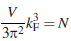 V/3π² k_F³ = N